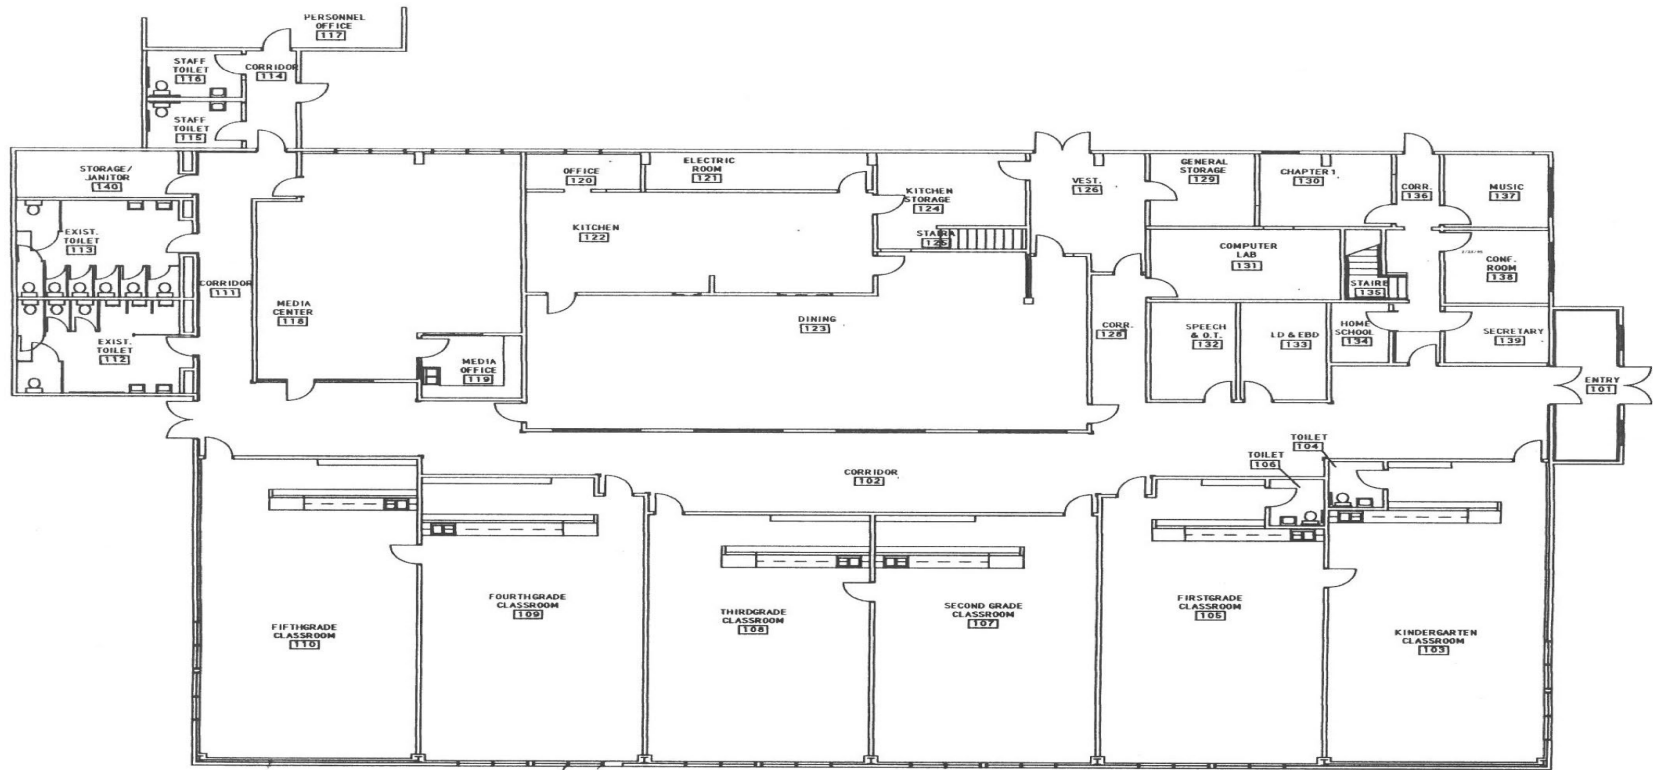 PERSONNEL
OFFICE
117
STAFF
TOILET
116
CORRIDOR
114
STAFF
TOILET
115
STORAGE/
JANITOR
140
EXIST.
TOILET
113
CORRIDOR
111
EXIST.
TOILET
112
MEDIA
CENTER
118
MEDIA
OFFICE
119
OFFICE
120
ELECTRIC
ROOM
121
KITCHEN
122
KITCHEN
STORAGE
124
STAIR
125
DINING
123
VEST.
126
CORR.
128
GENERAL
STORAGE
129
CHAPTER 1
130
CORR.
136
MUSIC
137
COMPUTER
LAB
131
STAIR
135
CONF.
ROOM
138
SPEECH
& O.T.
132
LD & EBD
133
HOME
SCHOOL
134
SECRETARY
139
ENTRY
101
TOILET
104
TOILET
106
CORRIDOR
102
FIFTHGRADE
CLASSROOM
110
FOURTHGRADE
CLASSROOM
109
THIRDGRADE
CLASSROOM
108
SECOND GRADE
CLASSROOM
107
FIRSTGRADE
CLASSROOM
105
KINDERGARTEN
CLASSROOM
103